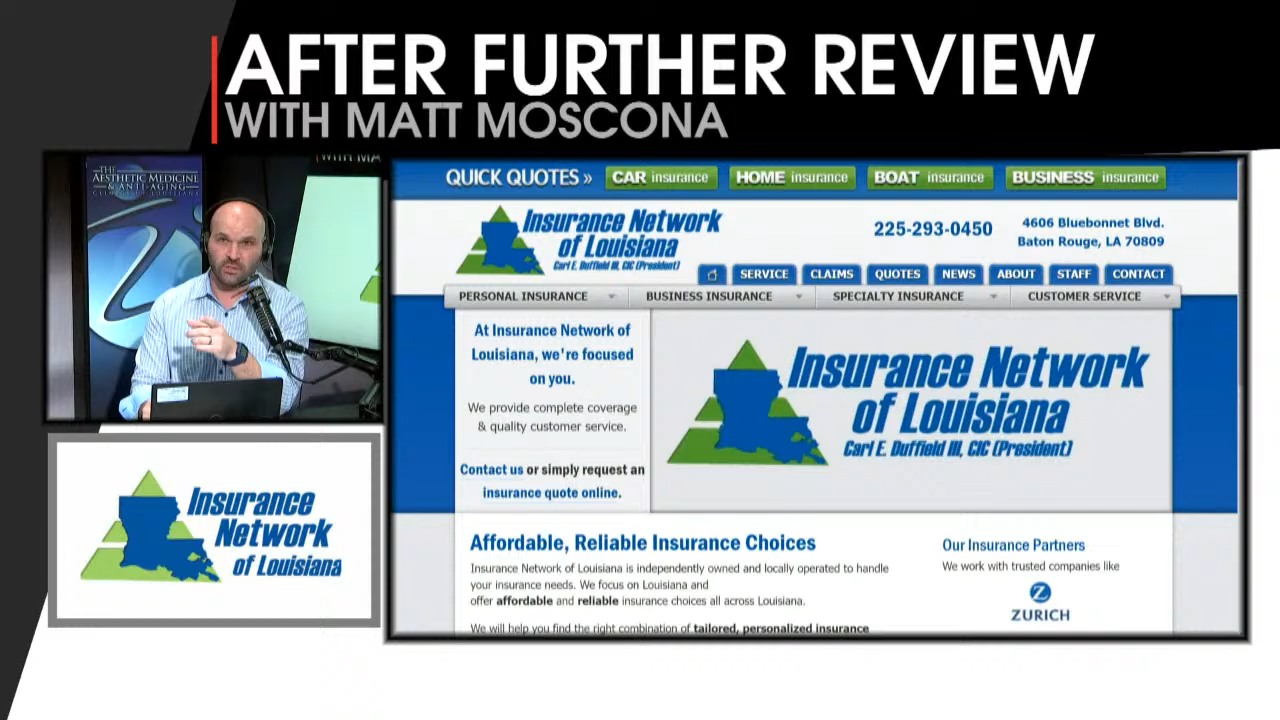 AFTER FURTHER REVIEW
WITH MATT MOSCONA
THE
AESTHETIC MEDICINE
& ANTI-AGING
WITH MA
QUICK QUOTES »
CAR insurance
HOME insurance
BOAT insurance
BUSINESS insurance
Insurance Network
of Louisiana
Carl E. Duffield III, CIC (President)
225-293-0450
4606 Bluebonnet Blvd.
Baton Rouge, LA 70809
SERVICE
CLAIMS
QUOTES
NEWS
ABOUT
STAFF
CONTACT
PERSONAL INSURANCE
BUSINESS INSURANCE
SPECIALTY INSURANCE
CUSTOMER SERVICE
At Insurance Network of
Louisiana, we're focused
on you.
We provide complete coverage
& quality customer service.
Contact us or simply request an
insurance quote online.
Insurance Network
of Louisiana
Carl E. Duffield III, CIC (President)
Insurance
Network
of Louisiana
Affordable, Reliable Insurance Choices
Insurance Network of Louisiana is independently owned and locally operated to handle
your insurance needs. We focus on Louisiana and
offer affordable and reliable insurance choices all across Louisiana.
We will help you find the right combination of tailored, personalized insurance
Our Insurance Partners
We work with trusted companies like
ZURICH